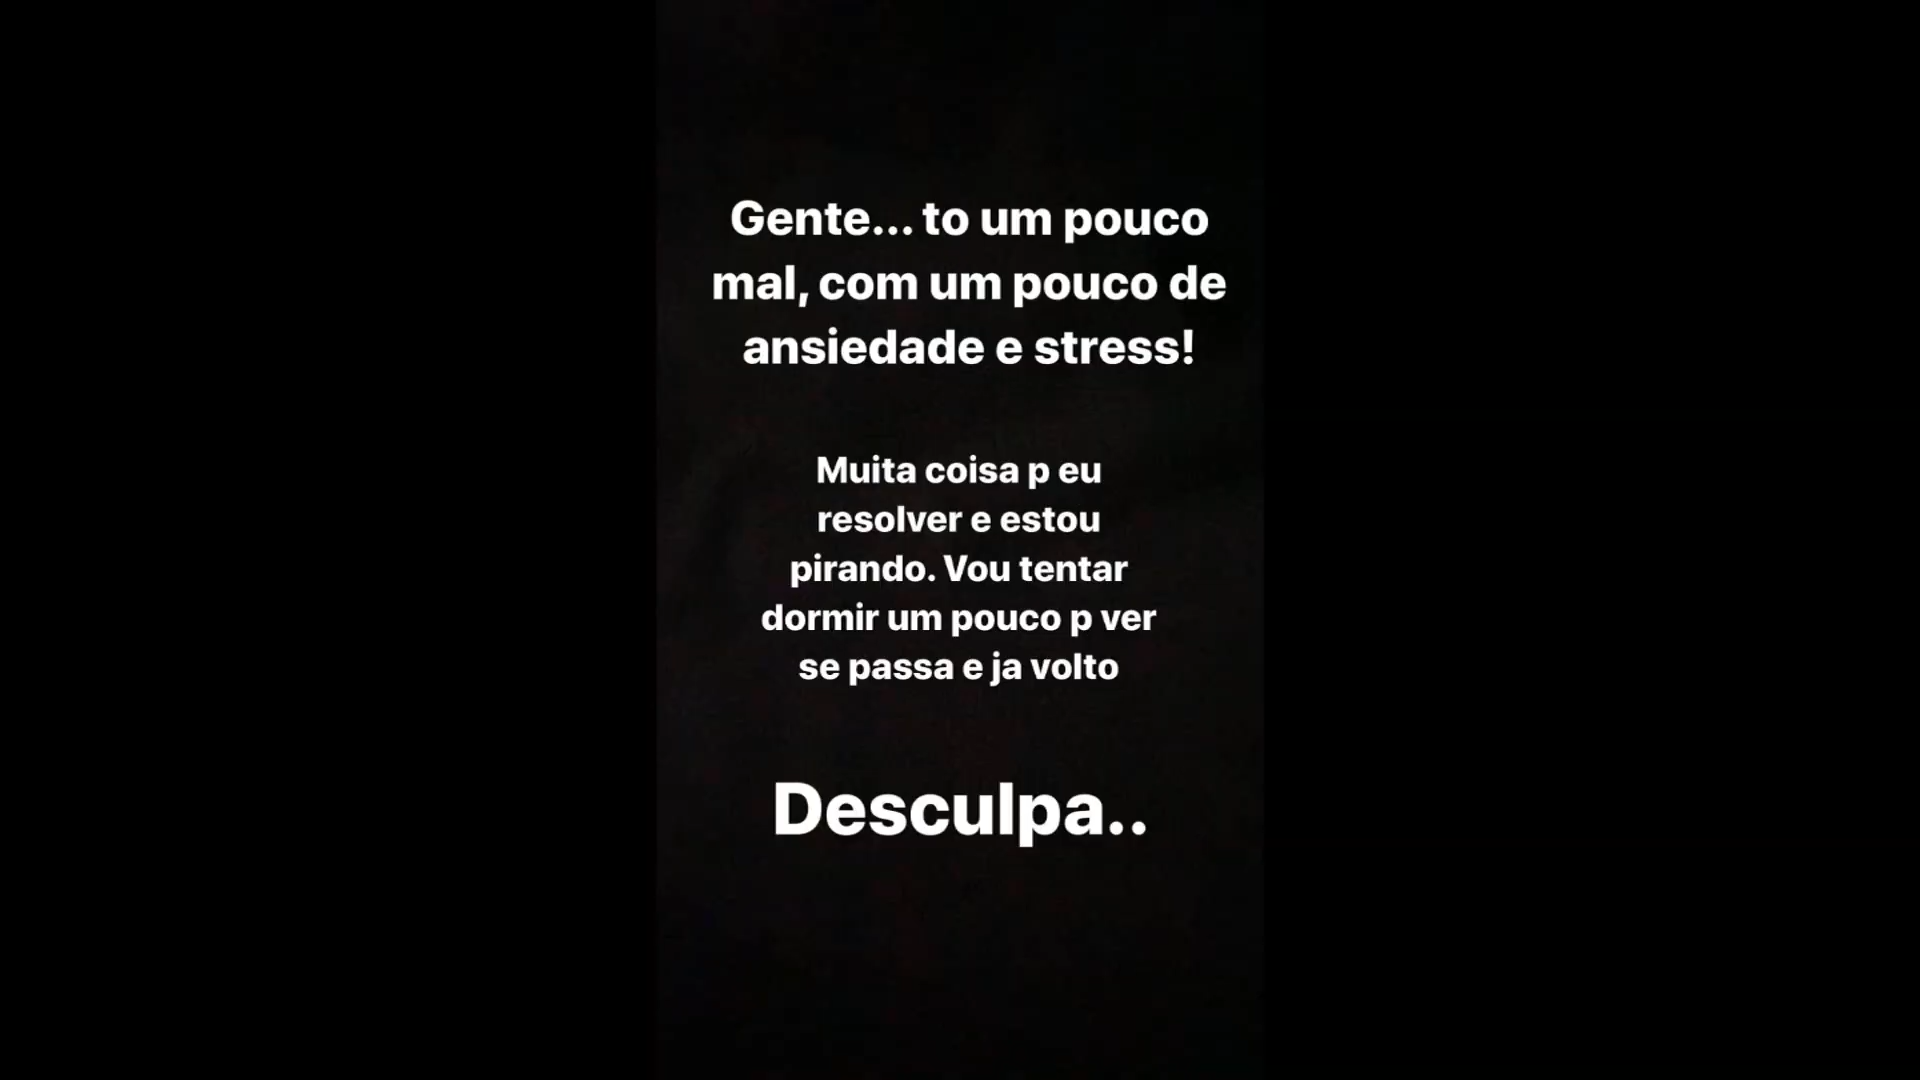 Gente... to um pouco
mal, com um pouco de
ansiedade e stress!
Muita coisa p eu
resolver e estou
pirando. Vou tentar
dormir um pouco p ver
se passa e ja volto
Desculpa..